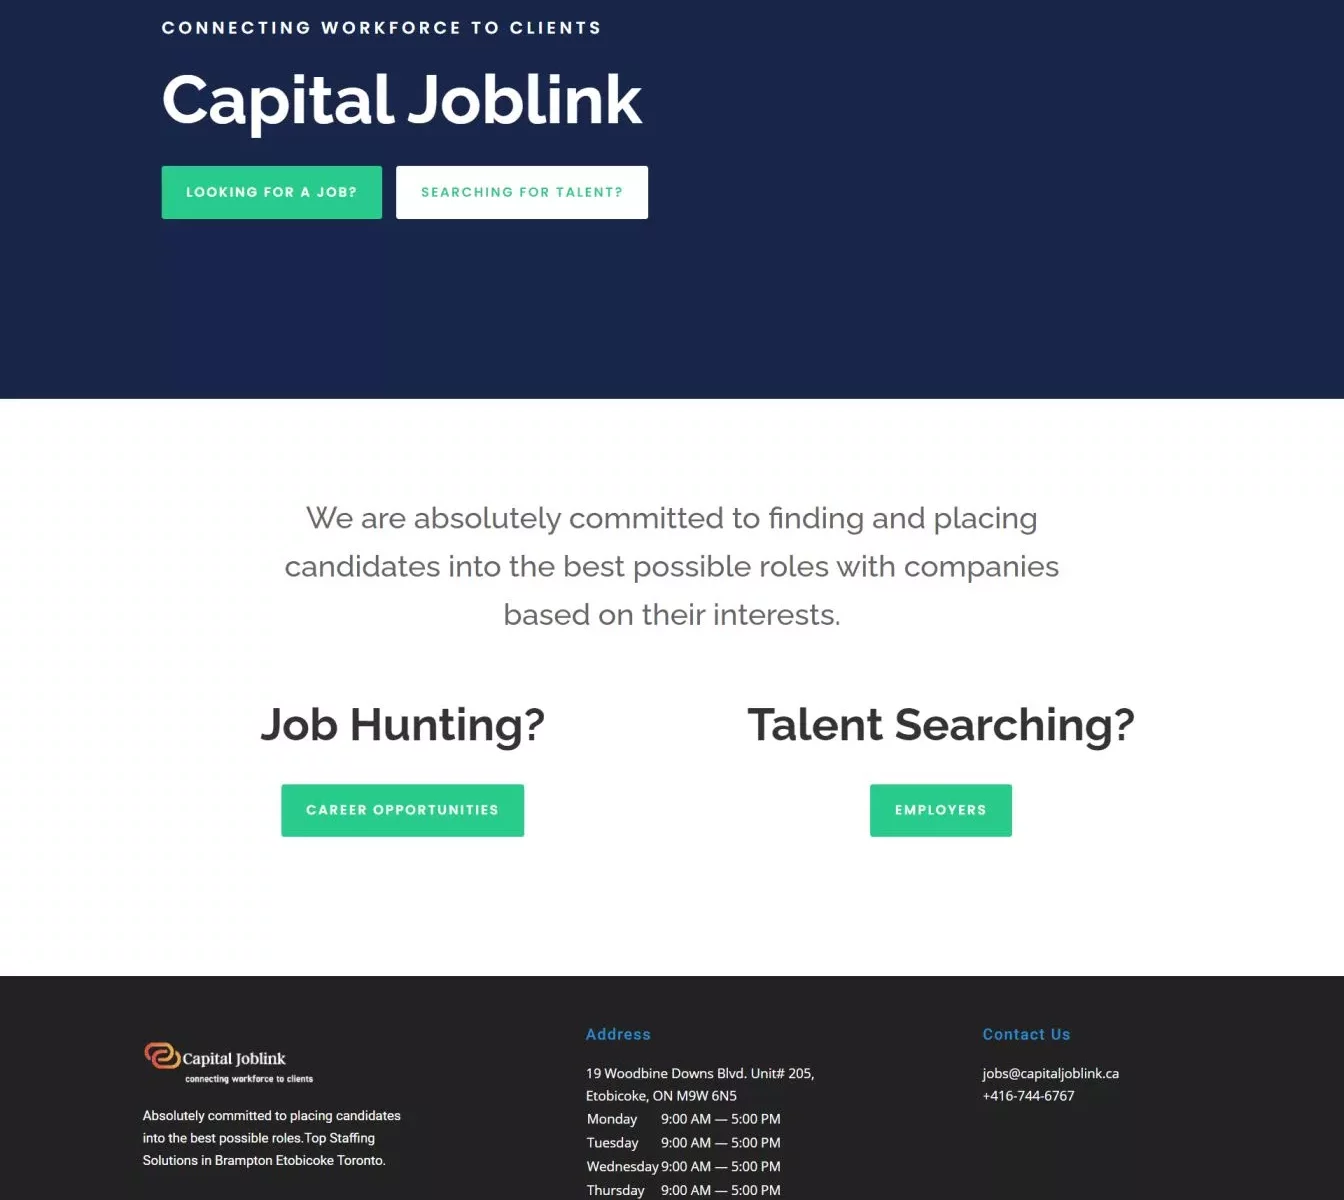 CONNECTING WORKFORCE TO CLIENTS
Capital Joblink
LOOKING FOR A JOB?
SEARCHING FOR TALENT?
We are absolutely committed to finding and placing
candidates into the best possible roles with companies
based on their interests.
Job Hunting?
CAREER OPPORTUNITIES
Talent Searching?
EMPLOYERS
Capital Joblink
connecting workforce to clients
Absolutely committed to placing candidates
into the best possible roles.Top Staffing
Solutions in Brampton Etobicoke Toronto.
Address
19 Woodbine Downs Blvd. Unit# 205,
Etobicoke, ON M9W 6N5
Monday 9:00 AM — 5:00 PM
Tuesday 9:00 AM — 5:00 PM
Wednesday 9:00 AM — 5:00 PM
Thursday 9:00 AM — 5:00 PM
Contact Us
jobs@capitaljoblink.ca
+416-744-6767